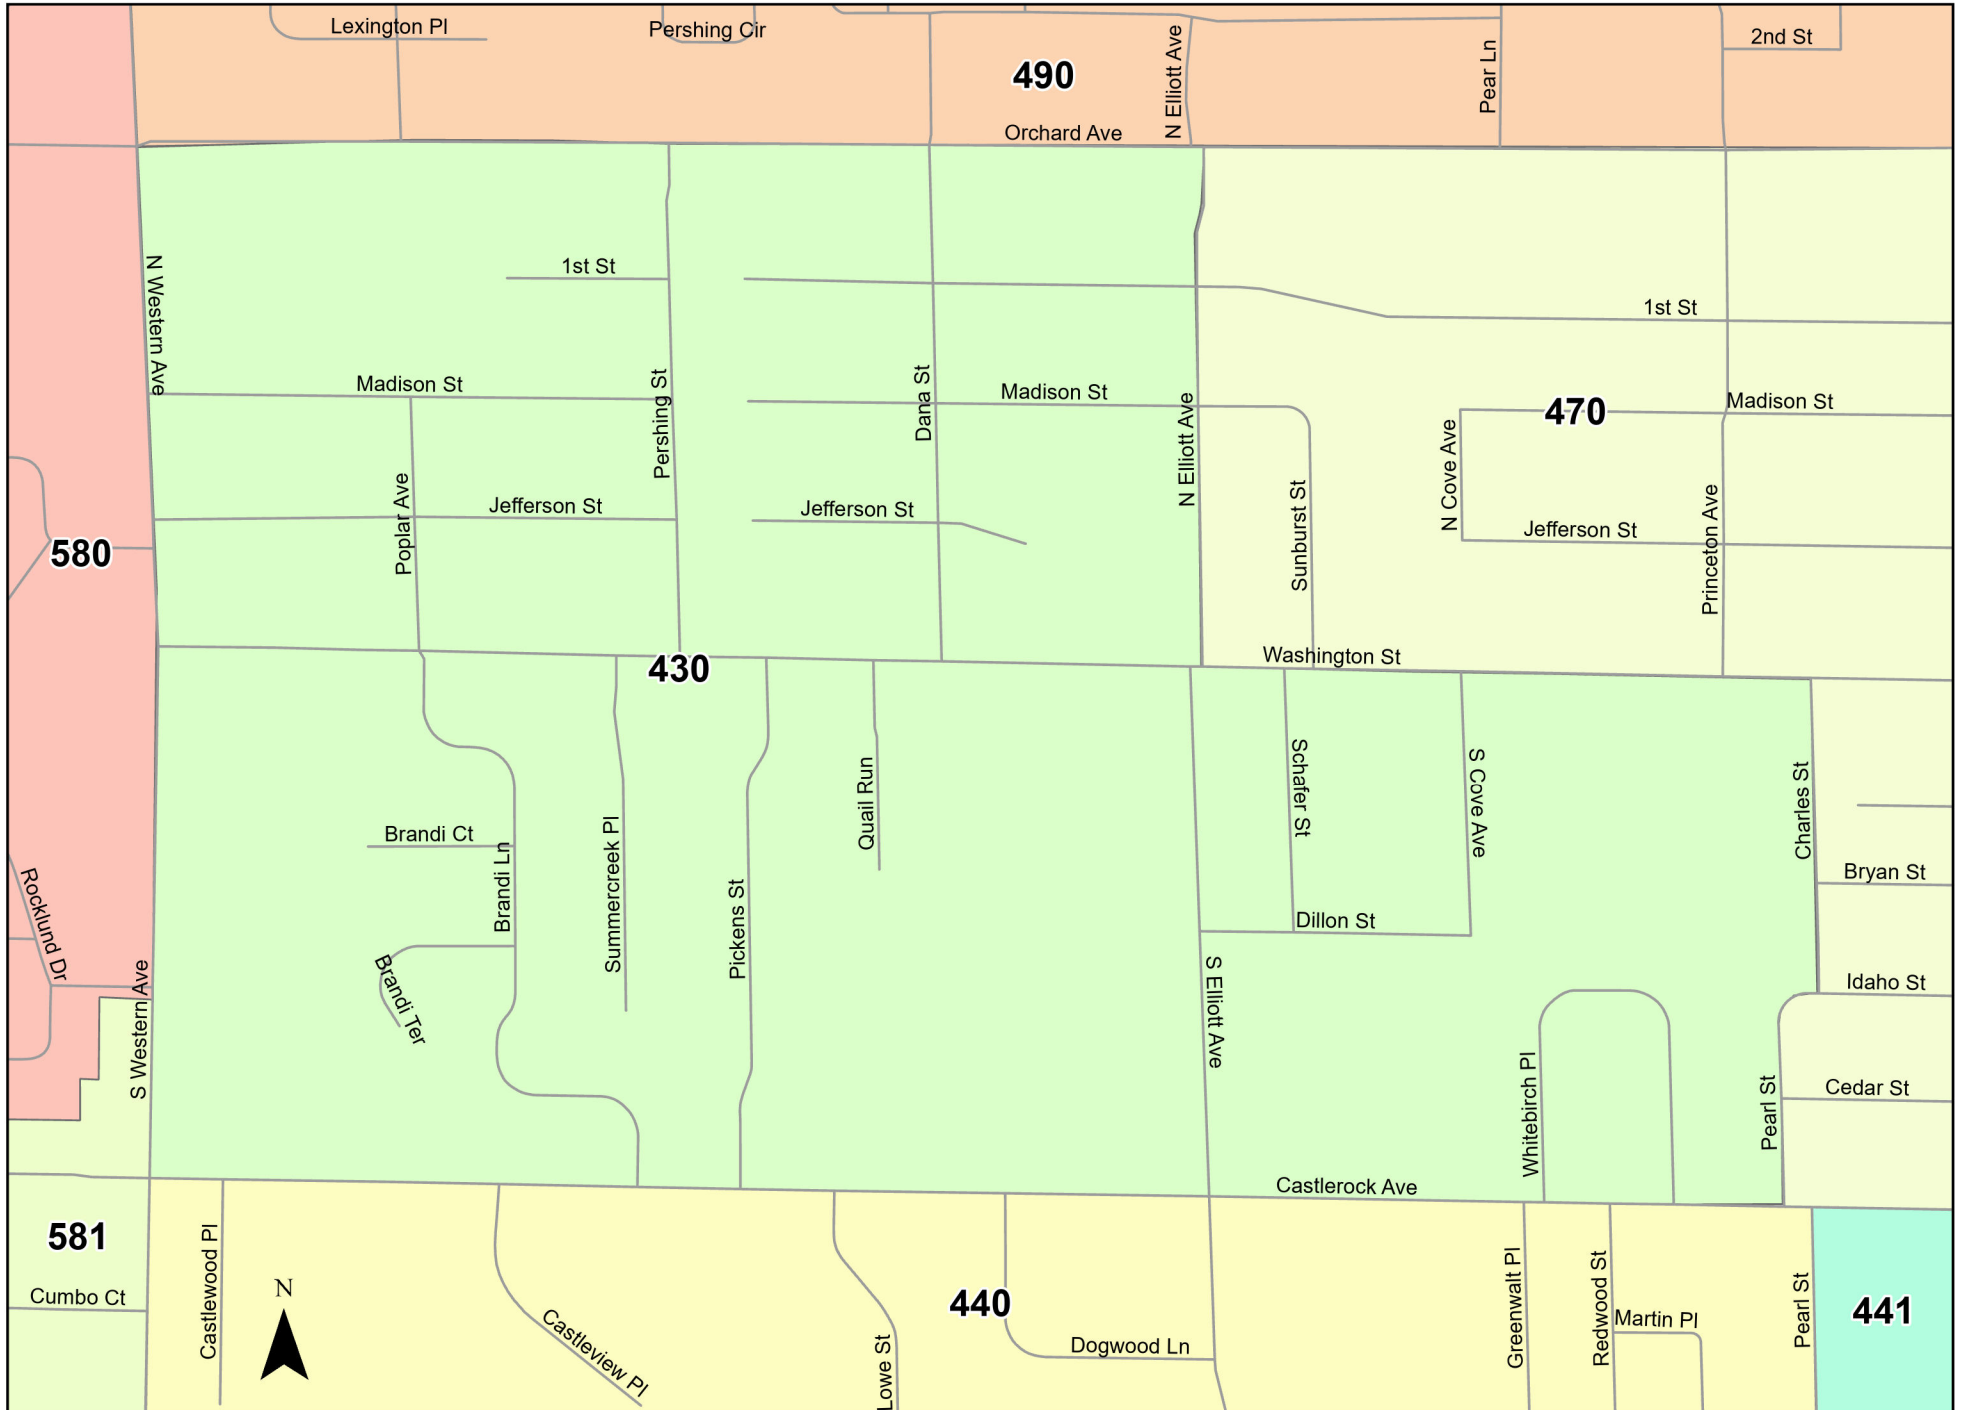 Lexington Pl
Pershing Cir
490
N Elliott Ave
Pear Ln
2nd St
Orchard Ave
N Western Ave
1st St
1st St
Madison St
Pershing St
Dana St
Madison St
N Elliott Ave
470
Madison St
N Cove Ave
Poplar Ave
Jefferson St
Jefferson St
Sunburst St
Jefferson St
Princeton Ave
580
430
Washington St
Brandi Ct
Brandi Ln
Summercreek Pl
Pickens St
Quail Run
Schafer St
S Cove Ave
Charles St
Bryan St
Rocklund Dr
Dillon St
Brandi Ter
S Western Ave
S Elliott Ave
Idaho St
Whitebirch Pl
Pearl St
Cedar St
Castlerock Ave
581
Castlewood Pl
N
Cumbo Ct
Castleview Pl
Lowe St
440
Dogwood Ln
Greenwalt Pl
Redwood St
Martin Pl
Pearl St
441